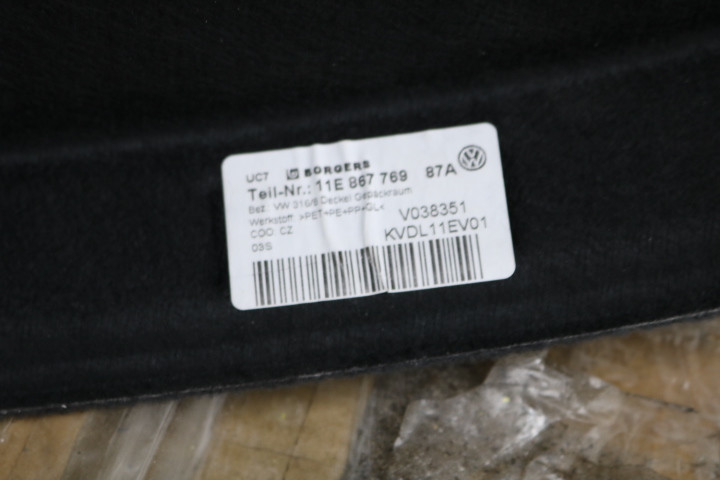 UC7 BORGERS
Teil-Nr.: 11E 867 769 87A
Bez.: VW 316/8 Deckel Gepäckraum
Werkstoff: >PET+PE+PP+GL<
COO: CZ V038351
DSS KVDL11EV01